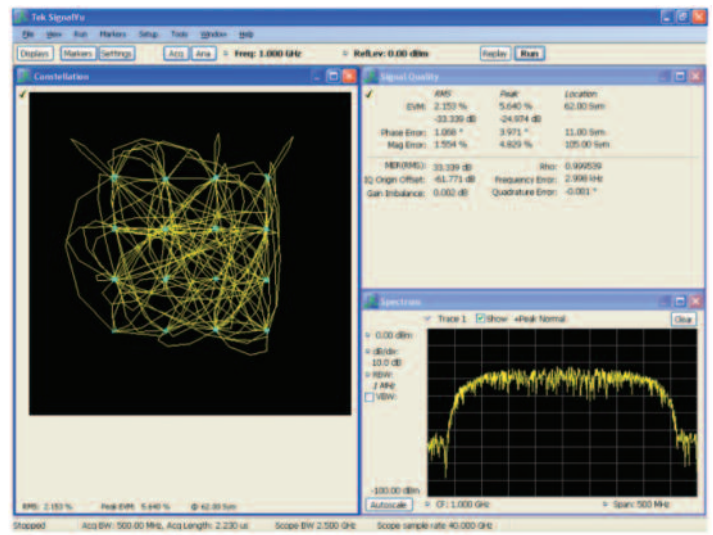 Tek SignalVu
File View Run Markers Setup Tools Window Help
Displays Markers Settings Acq Ana Freq: 1.000 GHz RefLev: 0.00 dBm Replay Run
Constellation
Signal Quality
RMS Peak Location
EVM: 2.153 % 5.640 % 62.00 Sym
-33.339 dB -24.974 dB
Phase Error: 1.068 ° 3.971 ° 11.00 Sym
Mag Error: 1.554 % 4.829 % 105.00 Sym
MER(RMS): 33.339 dB Rho: 0.999539
IQ Origin Offset: -61.771 dB Frequency Error: 2.998 kHz
Gain Imbalance: 0.002 dB Quadrature Error: -0.001 °
Spectrum
Trace 1 Show +Peak Normal Clear
0.00 dBm
dB/div:
10.0 dB
RBW:
1 MHz
VBW:
-100.00 dBm
Autoscale CF: 1.000 GHz Span: 500 MHz
RMS: 2.153 % Peak EVM: 5.640 % @ 62.00 Sym
Stopped Acq BW: 500.00 MHz, Acq Length: 2.230 us Scope BW 2.500 GHz Scope sample rate 40.000 GHz